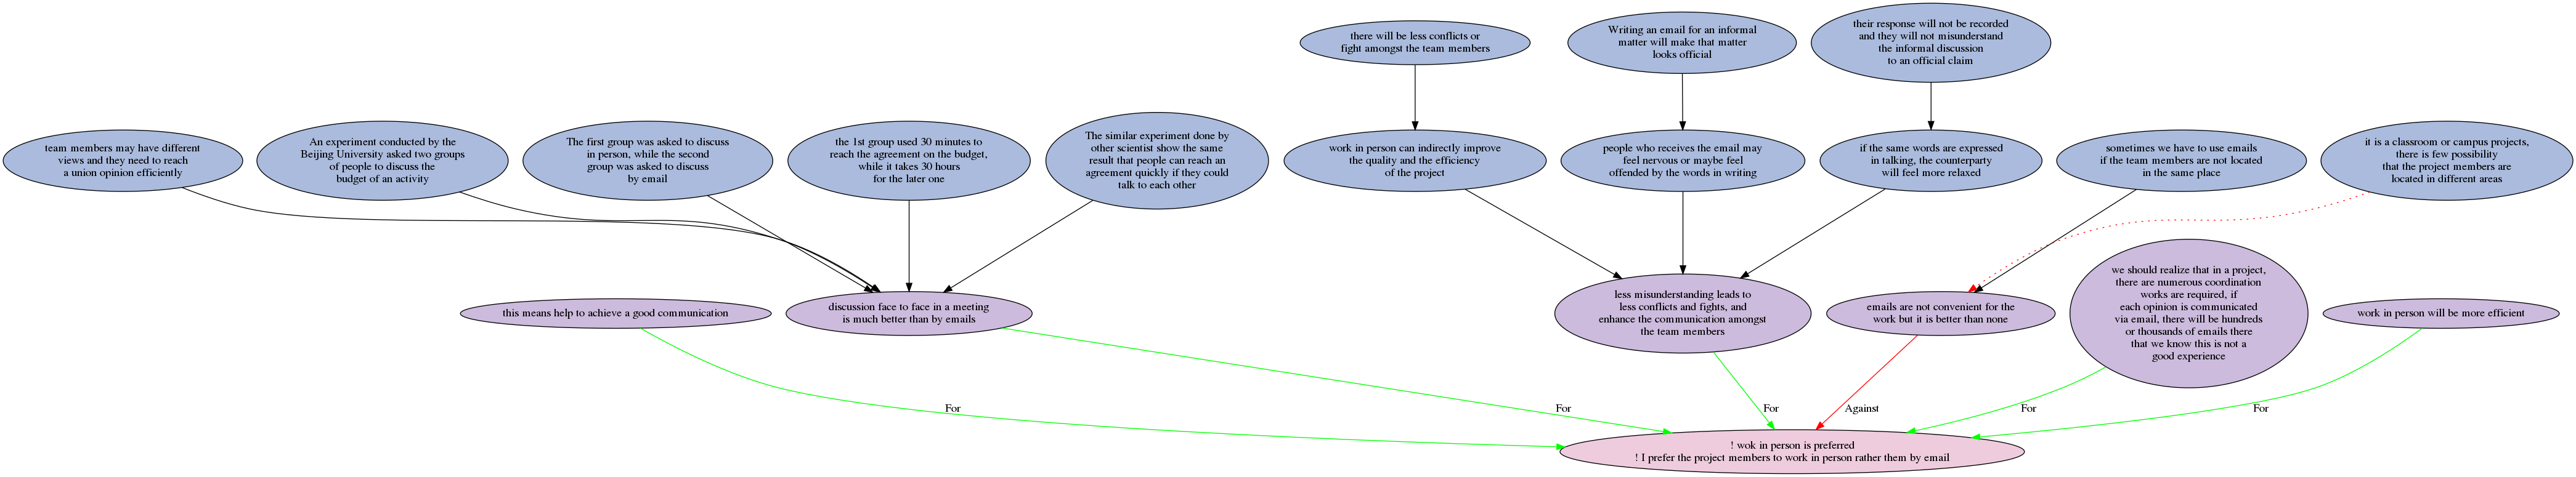 there will be less conflicts or
fight amongst the team members
Writing an email for an informal
matter will make that matter
looks official
their response will not be recorded
and they will not misunderstand
the informal discussion
to an official claim
team members may have different
views and they need to reach
a union opinion efficiently
An experiment conducted by the
Beijing University asked two groups
of people to discuss the
budget of an activity
The first group was asked to discuss
in person, while the second
group was asked to discuss
by email
the 1st group used 30 minutes to
reach the agreement on the budget,
while it takes 30 hours
for the later one
The similar experiment done by
other scientist show the same
result that people can reach an
agreement quickly if they could
talk to each other
work in person can indirectly improve
the quality and the efficiency
of the project
people who receives the email may
feel nervous or maybe feel
offended by the words in writing
if the same words are expressed
in talking, the counterparty
will feel more relaxed
sometimes we have to use emails
if the team members are not located
in the same place
it is a classroom or campus projects,
there is few possibility
that the project members are
located in different areas
this means help to achieve a good communication
discussion face to face in a meeting
is much better than by emails
less misunderstanding leads to
less conflicts and fights, and
enhance the communication amongst
the team members
emails are not convenient for the
work but it is better than none
we should realize that in a project,
there are numerous coordination
works are required, if
each opinion is communicated
via email, there will be hundreds
or thousands of emails there
that we know this is not a
good experience
work in person will be more efficient
For
For
For
Against
For
For
! wok in person is preferred
! I prefer the project members to work in person rather them by email